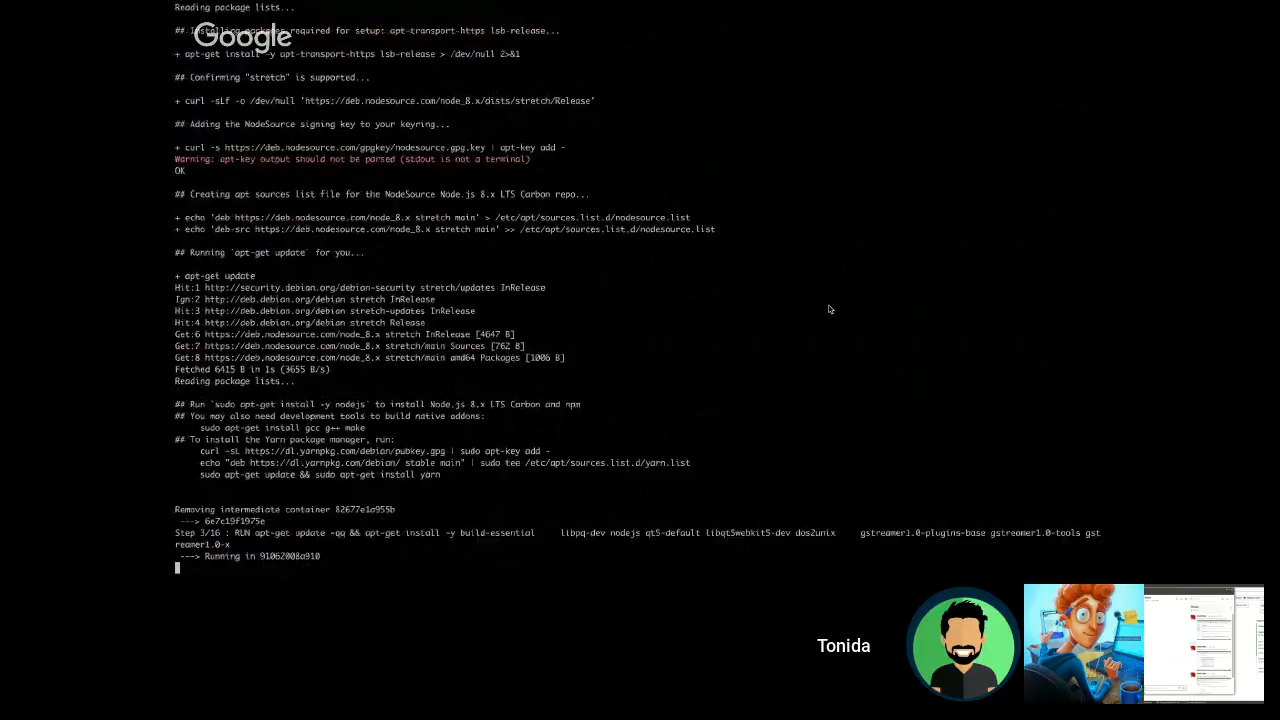 Reading package lists...
## Installing packages required for setup: apt-transport-https lsb-release...
Google
+ apt-get install -y apt-transport-https lsb-release > /dev/null 2>&1
## Confirming "stretch" is supported...
+ curl -sLf -o /dev/null 'https://deb.nodesource.com/node_8.x/dists/stretch/Release'
## Adding the NodeSource signing key to your keyring...
+ curl -s https://deb.nodesource.com/gpgkey/nodesource.gpg.key | apt-key add -
Warning: apt-key output should not be parsed (stdout is not a terminal)
OK
## Creating apt sources list file for the NodeSource Node.js 8.x LTS Carbon repo...
+ echo 'deb https://deb.nodesource.com/node_8.x stretch main' > /etc/apt/sources.list.d/nodesource.list
+ echo 'deb-src https://deb.nodesource.com/node_8.x stretch main' >> /etc/apt/sources.list.d/nodesource.list
## Running `apt-get update` for you...
+ apt-get update
Hit:1 http://security.debian.org/debian-security stretch/updates InRelease
Ign:2 http://deb.debian.org/debian stretch InRelease
Hit:3 http://deb.debian.org/debian stretch-updates InRelease
Hit:4 http://deb.debian.org/debian stretch Release
Get:6 https://deb.nodesource.com/node_8.x stretch InRelease [4647 B]
Get:7 https://deb.nodesource.com/node_8.x stretch/main Sources [762 B]
Get:8 https://deb.nodesource.com/node_8.x stretch/main amd64 Packages [1006 B]
Fetched 6415 B in 1s (3655 B/s)
Reading package lists...
## Run `sudo apt-get install -y nodejs` to install Node.js 8.x LTS Carbon and npm
## You may also need development tools to build native addons:
sudo apt-get install gcc g++ make
## To install the Yarn package manager, run:
curl -sL https://dl.yarnpkg.com/debian/pubkey.gpg | sudo apt-key add -
echo "deb https://dl.yarnpkg.com/debian/ stable main" | sudo tee /etc/apt/sources.list.d/yarn.list
sudo apt-get update && sudo apt-get install yarn
Removing intermediate container 82677e1a955b
---> 6e7c19f1975e
Step 3/16 : RUN apt-get update -qq && apt-get install -y build-essential libpq-dev nodejs qt5-default libqt5webkit5-dev dos2unix gstreamer1.0-plugins-base gstreamer1.0-tools gst
reamer1.0-x
---> Running in 91062008a910
Tonida